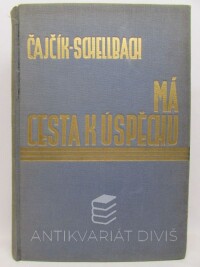 ČAJČÍK-SCHELLBACH
MÁ
CESTA K ÚSPĚCHU
ANTIKVARIÁT DIVIŠ